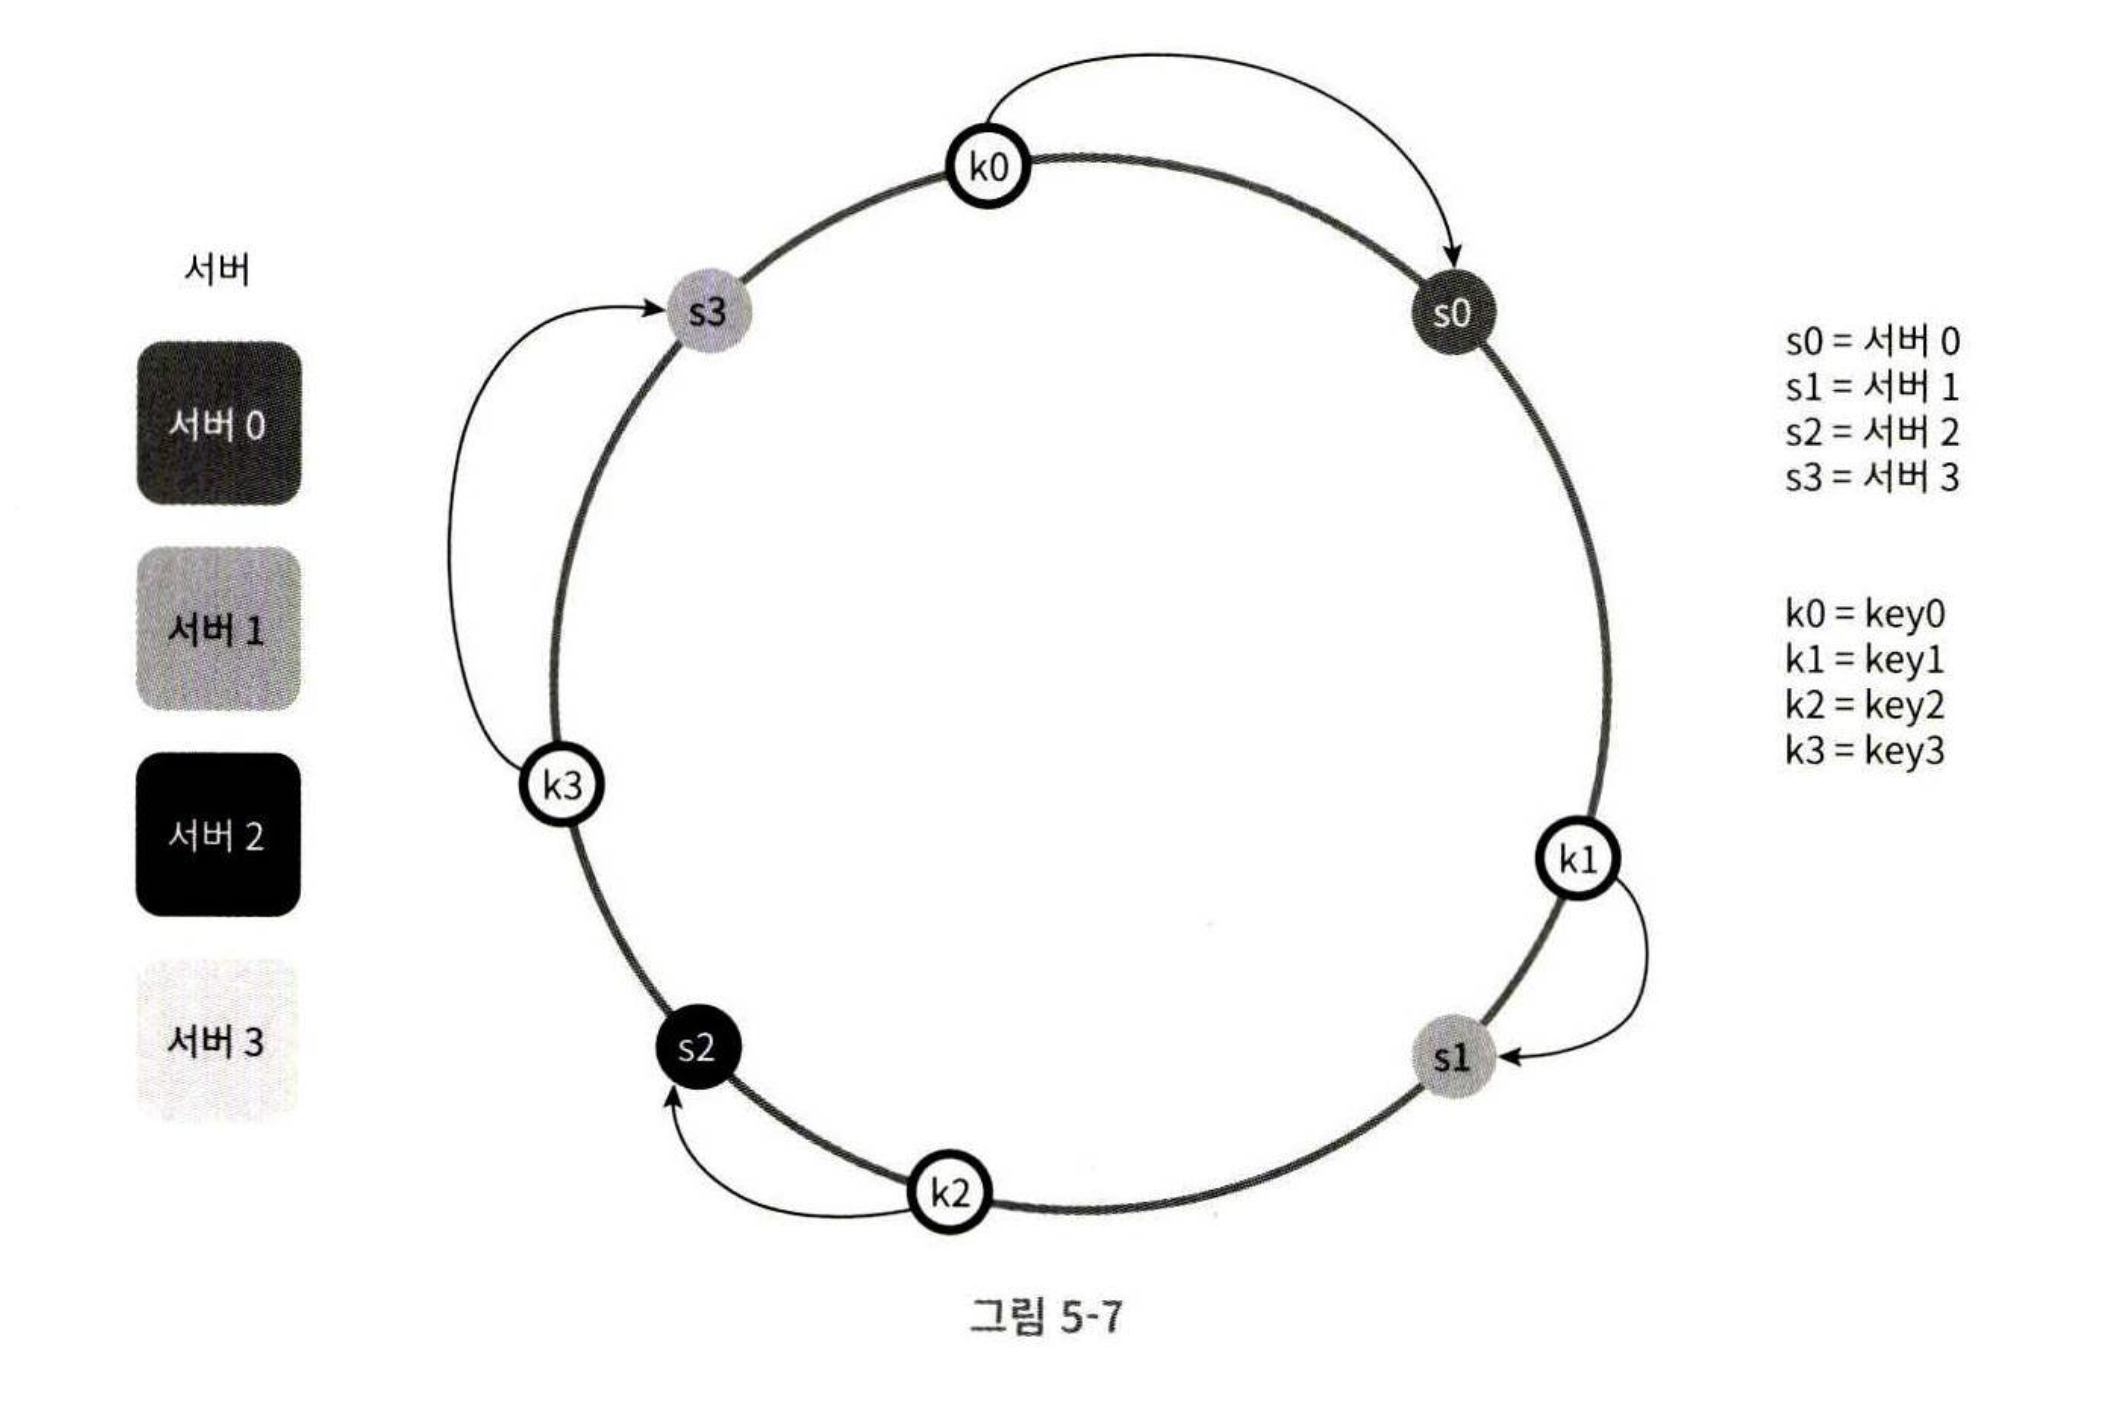 서버
서버 0
서버 1
서버 2
서버 3
k0
s3
s0
k3
k1
s2
s1
k2
s0 = 서버 0
s1 = 서버 1
s2 = 서버 2
s3 = 서버 3
k0 = key0
k1 = key1
k2 = key2
k3 = key3
그림 5-7